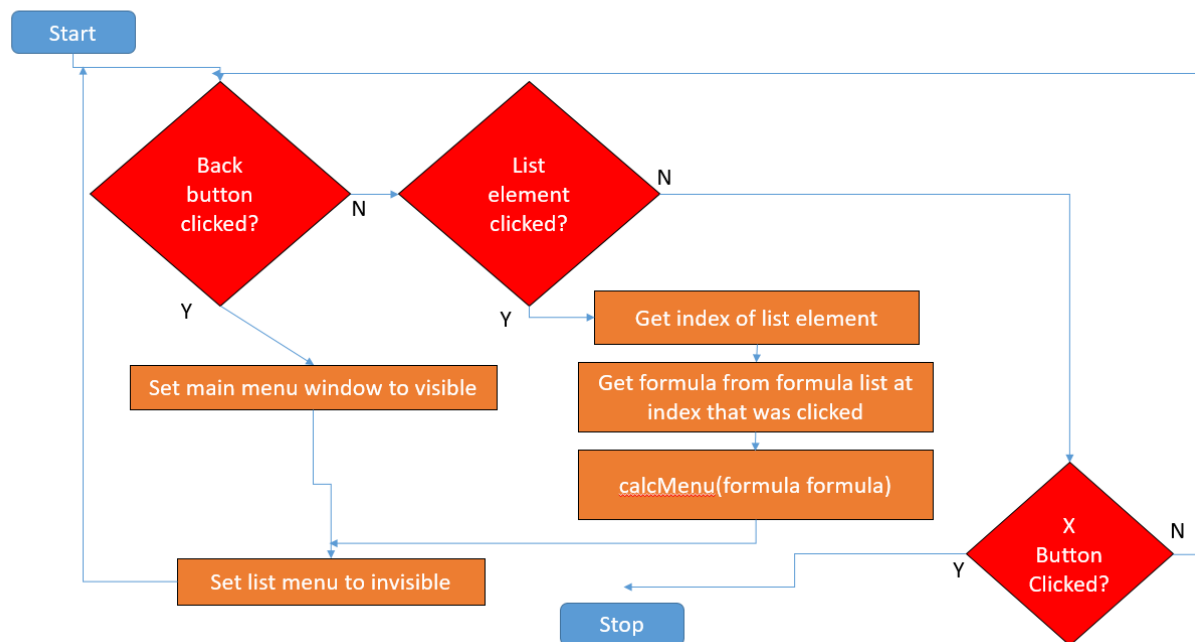 Start
Back
button
clicked?
N
List
element
clicked?
N
Y
Y
Get index of list element
Set main menu window to visible
Get formula from formula list at
index that was clicked
calcMenu(formula formula)
X
Button
Clicked?
N
Y
Set list menu to invisible
Stop